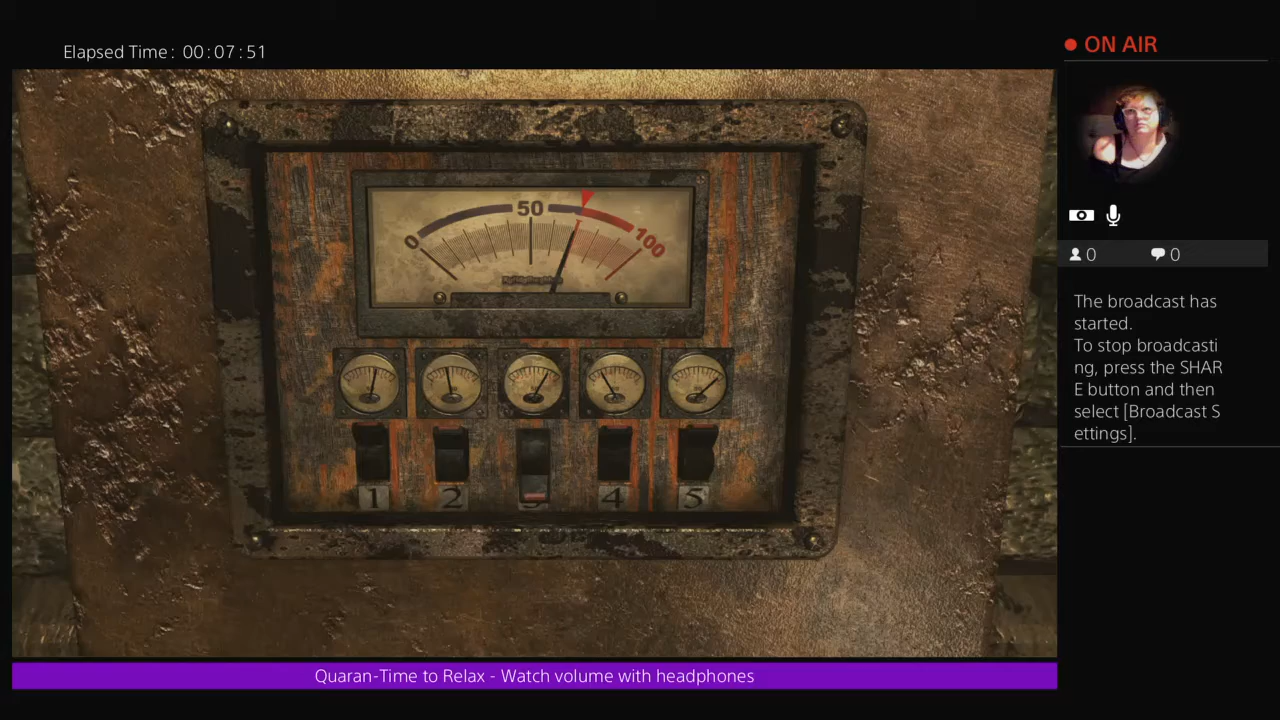 Elapsed Time: 00:07:51
ON AIR
0 50 100
1 2 3 4 5
0 0
The broadcast has
started.
To stop broadcasti
ng, press the SHAR
E button and then
select [Broadcast S
ettings].
Quaran-Time to Relax - Watch volume with headphones